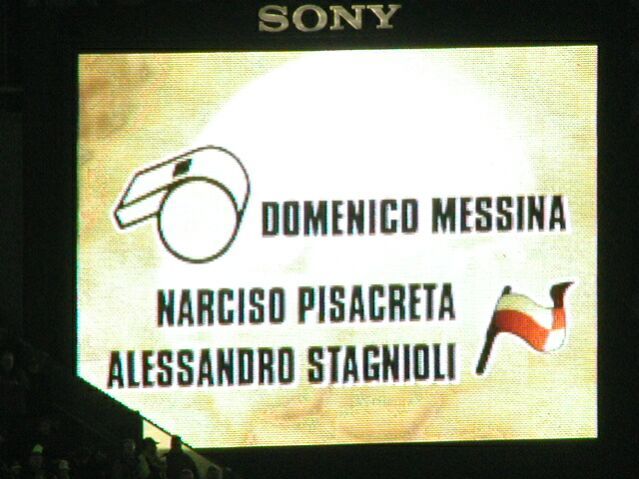 SONY
DOMENICO MESSINA
NARCISO PISACRETA
ALESSANDRO STAGNIOLI